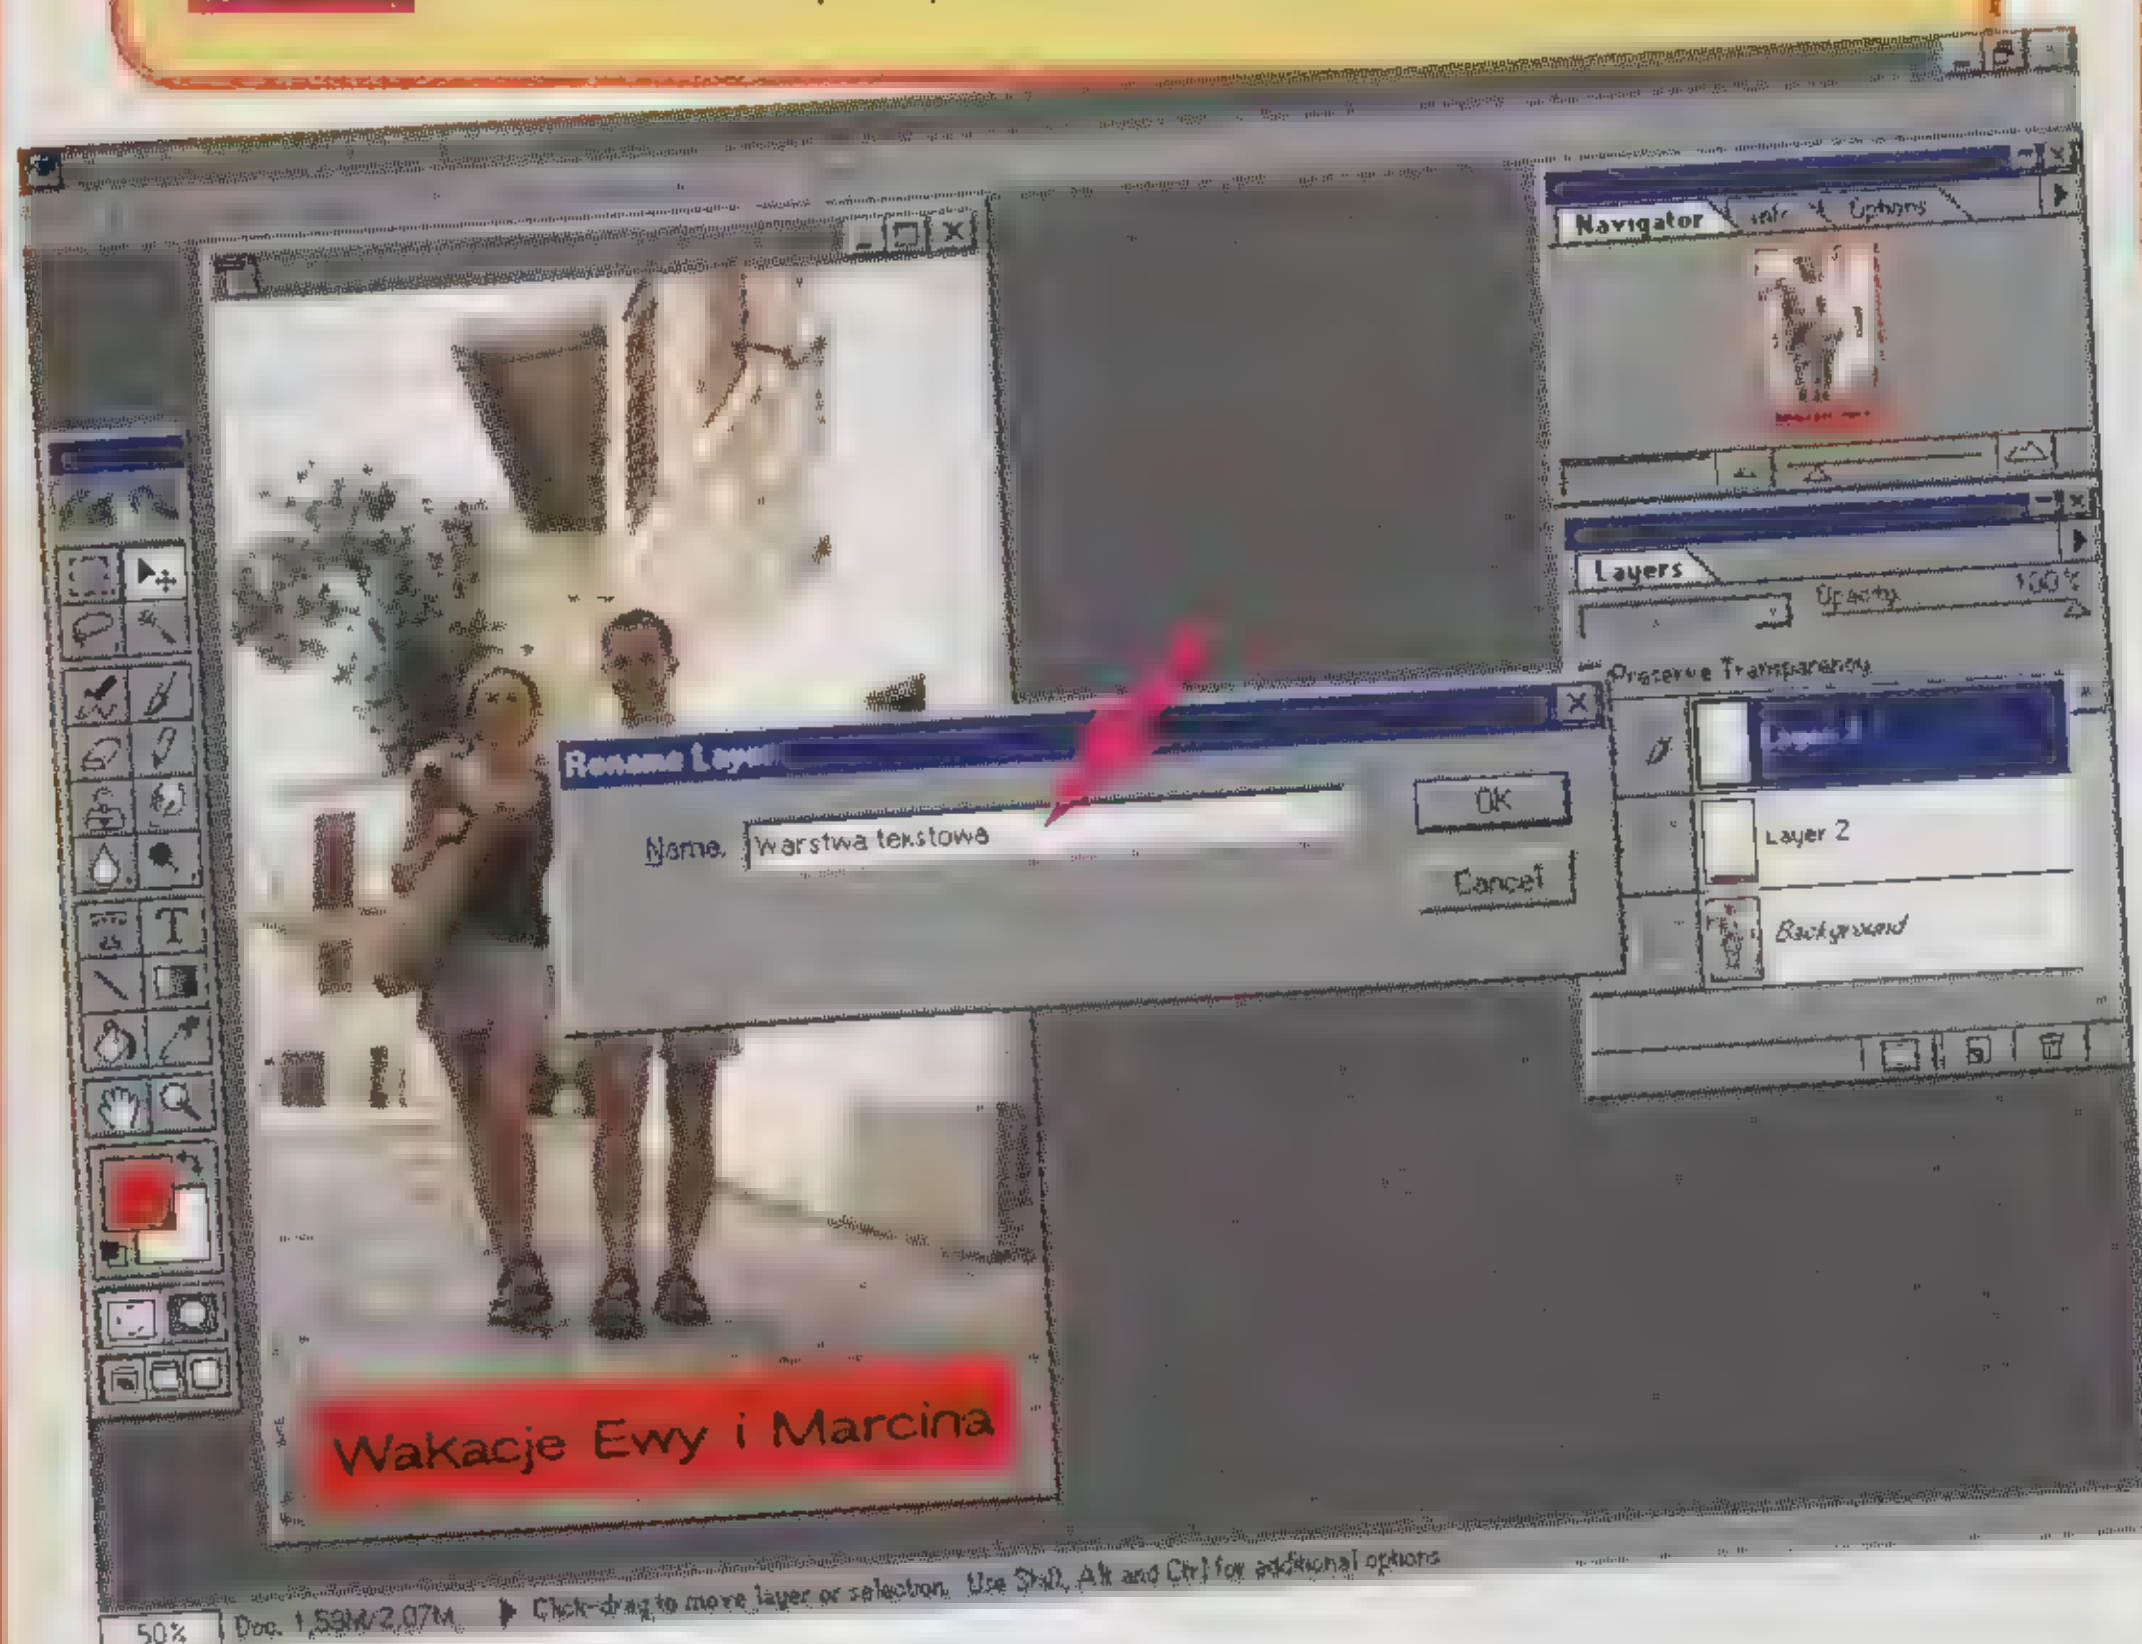 Navigator
Options
Layers
Opacity
100%
Preserve Transparency
Rename Layer
OK
Name:
Warstwa tekstowa
Cancel
Layer 2
Background
T
Wakacje Ewy i Marcina
Click-drag to move layer or selection. Use Shift, Alt and Ctrl for additional options
50%
Doc. 1,59M/2,07M